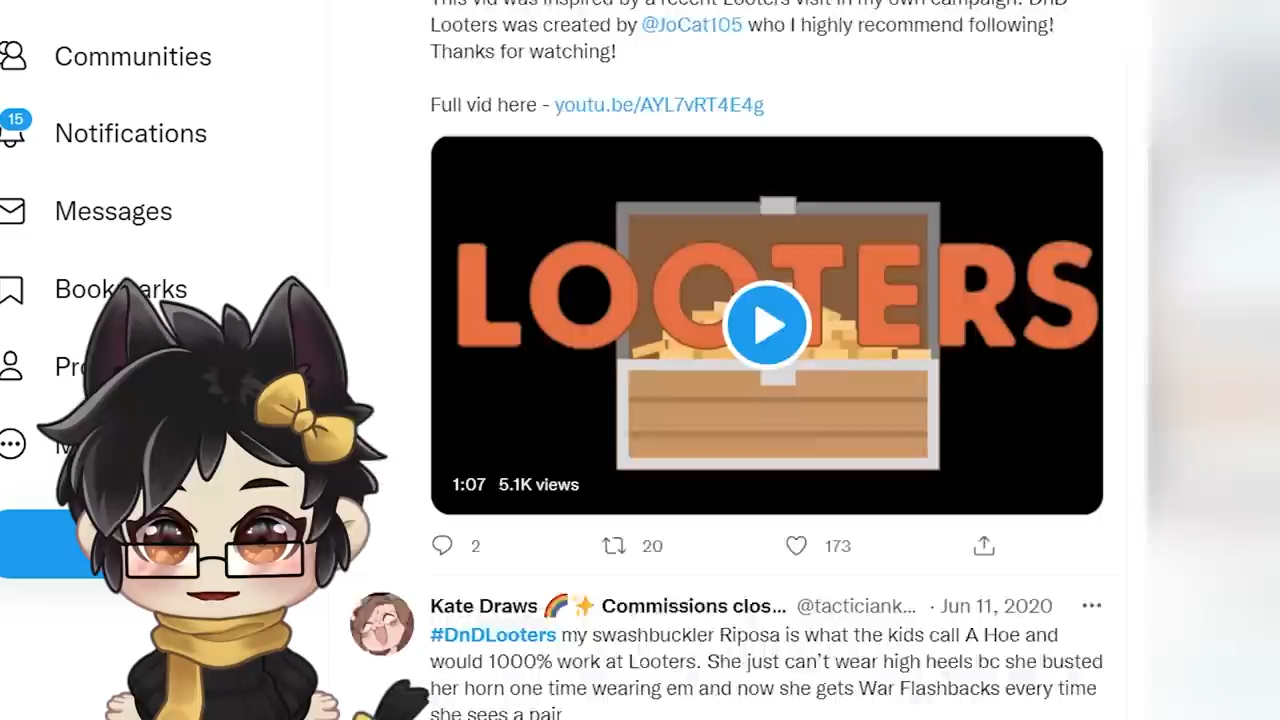 This vid was inspired by a recent Looters visit in my own campaign! DnD
Looters was created by @JoCat105 who I highly recommend following!
Thanks for watching!
Full vid here - youtu.be/AYL7vRT4E4g
Communities
15
Notifications
Messages
Bookmarks
Pro
LOOTERS
1:07 5.1K views
2 20 173
Kate Draws 🌈✨ Commissions clos... @tacticiank... · Jun 11, 2020
#DnDLooters my swashbuckler Riposa is what the kids call A Hoe and
would 1000% work at Looters. She just can't wear high heels bc she busted
her horn one time wearing em and now she gets War Flashbacks every time
she sees a pair